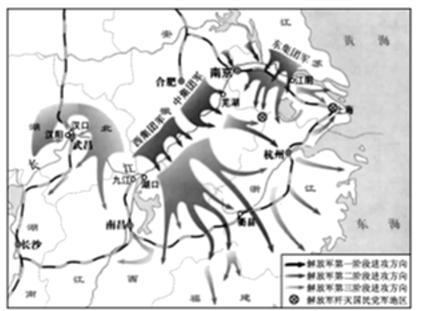 江
苏
黄 海
安
徽
东集团军
南京
合肥
江阴
中集团军
芜湖
上海
西集团军
湖 北
汉口
汉阳
武昌
长
江
杭州
九江
湖口
浙 江
南昌
衢县
东 海
湖
南
长沙
江 西
福 建
解放军第一阶段进攻方向
解放军第二阶段进攻方向
解放军第三阶段进攻方向
解放军歼灭国民党军地区